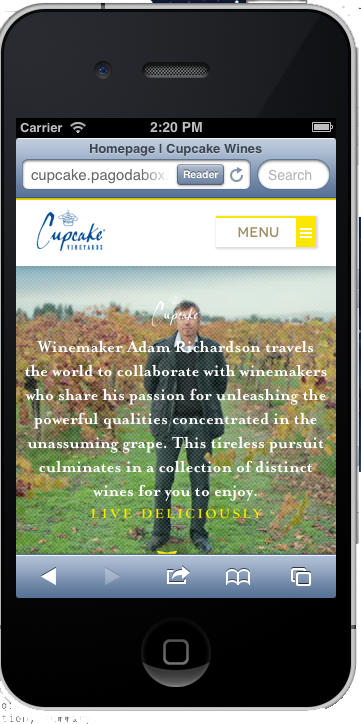 Carrier 2:20 PM
Homepage | Cupcake Wines
cupcake.pagodabox. Reader Search
Cupcake
VINEYARDS
MENU
Cupcake
Winemaker Adam Richardson travels
the world to collaborate with winemakers
who share his passion for unleashing the
powerful qualities concentrated in the
unassuming grape. This tireless pursuit
culminates in a collection of distinct
wines for you to enjoy.
LIVE DELICIOUSLY